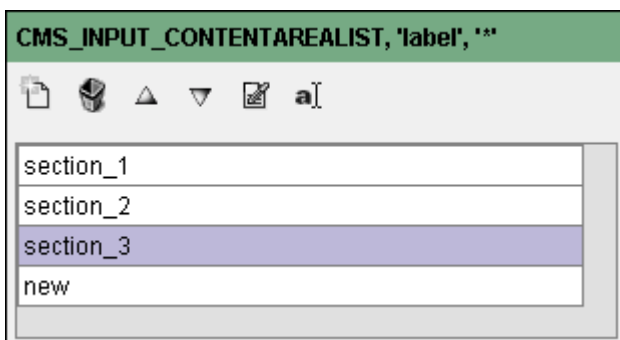 CMS_INPUT_CONTENTAREALIST, 'label', '*'
a
section_1
section_2
section_3
new